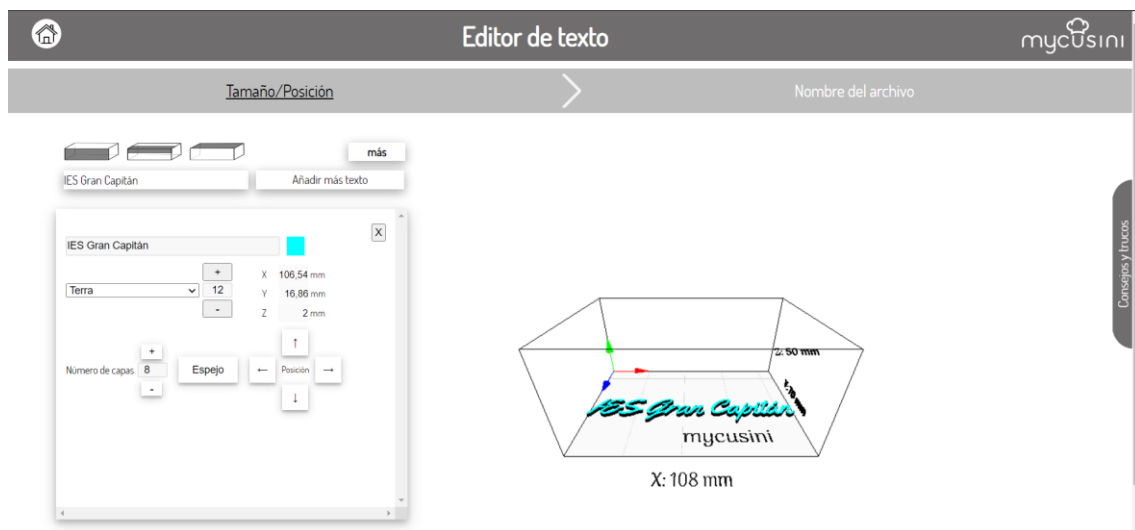 Editor de texto
mycusini
Tamaño/Posición
Nombre del archivo
más
IES Gran Capitán
Añadir más texto
X
IES Gran Capitán
+
Terra
12
-
X 106,54 mm
Y 16,86 mm
Z 2 mm
+
Número de capas 8
-
Espejo
↑
← Posición →
↓
Z: 50 mm
Y: 70 mm
IES Gran Capitán
mycusini
X: 108 mm
Consejos y trucos